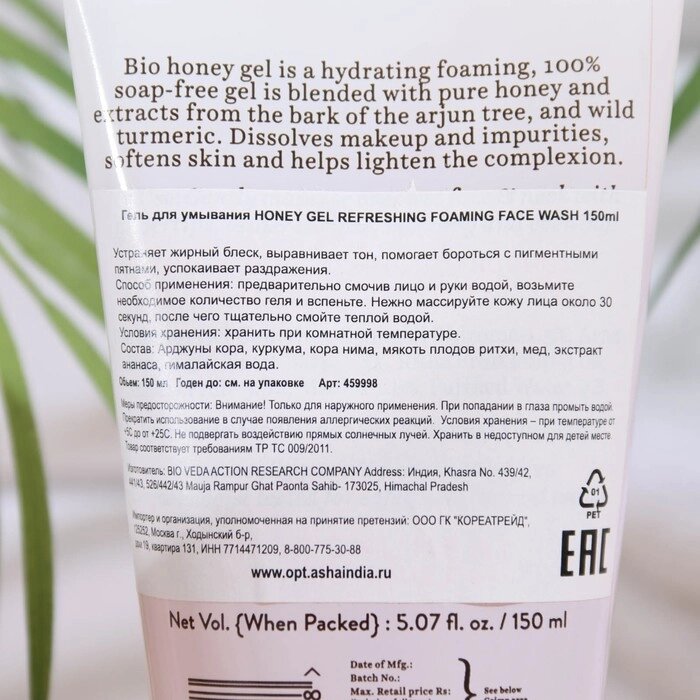 Bio honey gel is a hydrating foaming, 100%
soap-free gel is blended with pure honey and
extracts from the bark of the arjun tree, and wild
turmeric. Dissolves makeup and impurities,
softens skin and helps lighten the complexion.
Гель для умывания HONEY GEL REFRESHING FOAMING FACE WASH 150ml
Устраняет жирный блеск, выравнивает тон, помогает бороться с пигментными
пятнами, успокаивает раздражения.
Способ применения: предварительно смочив лицо и руки водой, возьмите
необходимое количество геля и вспеньте. Нежно массируйте кожу лица около 30
секунд, после чего тщательно смойте теплой водой.
Условия хранения: хранить при комнатной температуре.
Состав: Арджуны кора, куркума, кора нима, мякоть плодов ритхи, мед, экстракт
ананаса, гималайская вода.
Объем: 150 мл Годен до: см. на упаковке Арт: 459998
Меры предосторожности: Внимание! Только для наружного применения. При попадании в глаза промыть водой.
Прекратить использование в случае появления аллергических реакций. Условия хранения – при температуре от
+5С до от +25С. Не подвергать воздействию прямых солнечных лучей. Хранить в недоступном для детей месте.
Товар соответствует требованиям ТР ТС 009/2011.
Изготовитель: BIO VEDA ACTION RESEARCH COMPANY Address: Индия, Khasra No. 439/42,
441/43, 526/442/43 Mauja Rampur Ghat Paonta Sahib- 173025, Himachal Pradesh
01
PET
Импортер и организация, уполномоченная на принятие претензий: ООО ГК "КОРЕАТРЕЙД",
125252, Москва г., Ходынский б-р,
дом 19, квартира 131, ИНН 7714471209, 8-800-775-30-88
EAC
www.opt.ashaindia.ru
Net Vol. {When Packed} : 5.07 fl. oz. / 150 ml
Date of Mfg.:
Batch No.:
Max. Retail price Rs:
See below